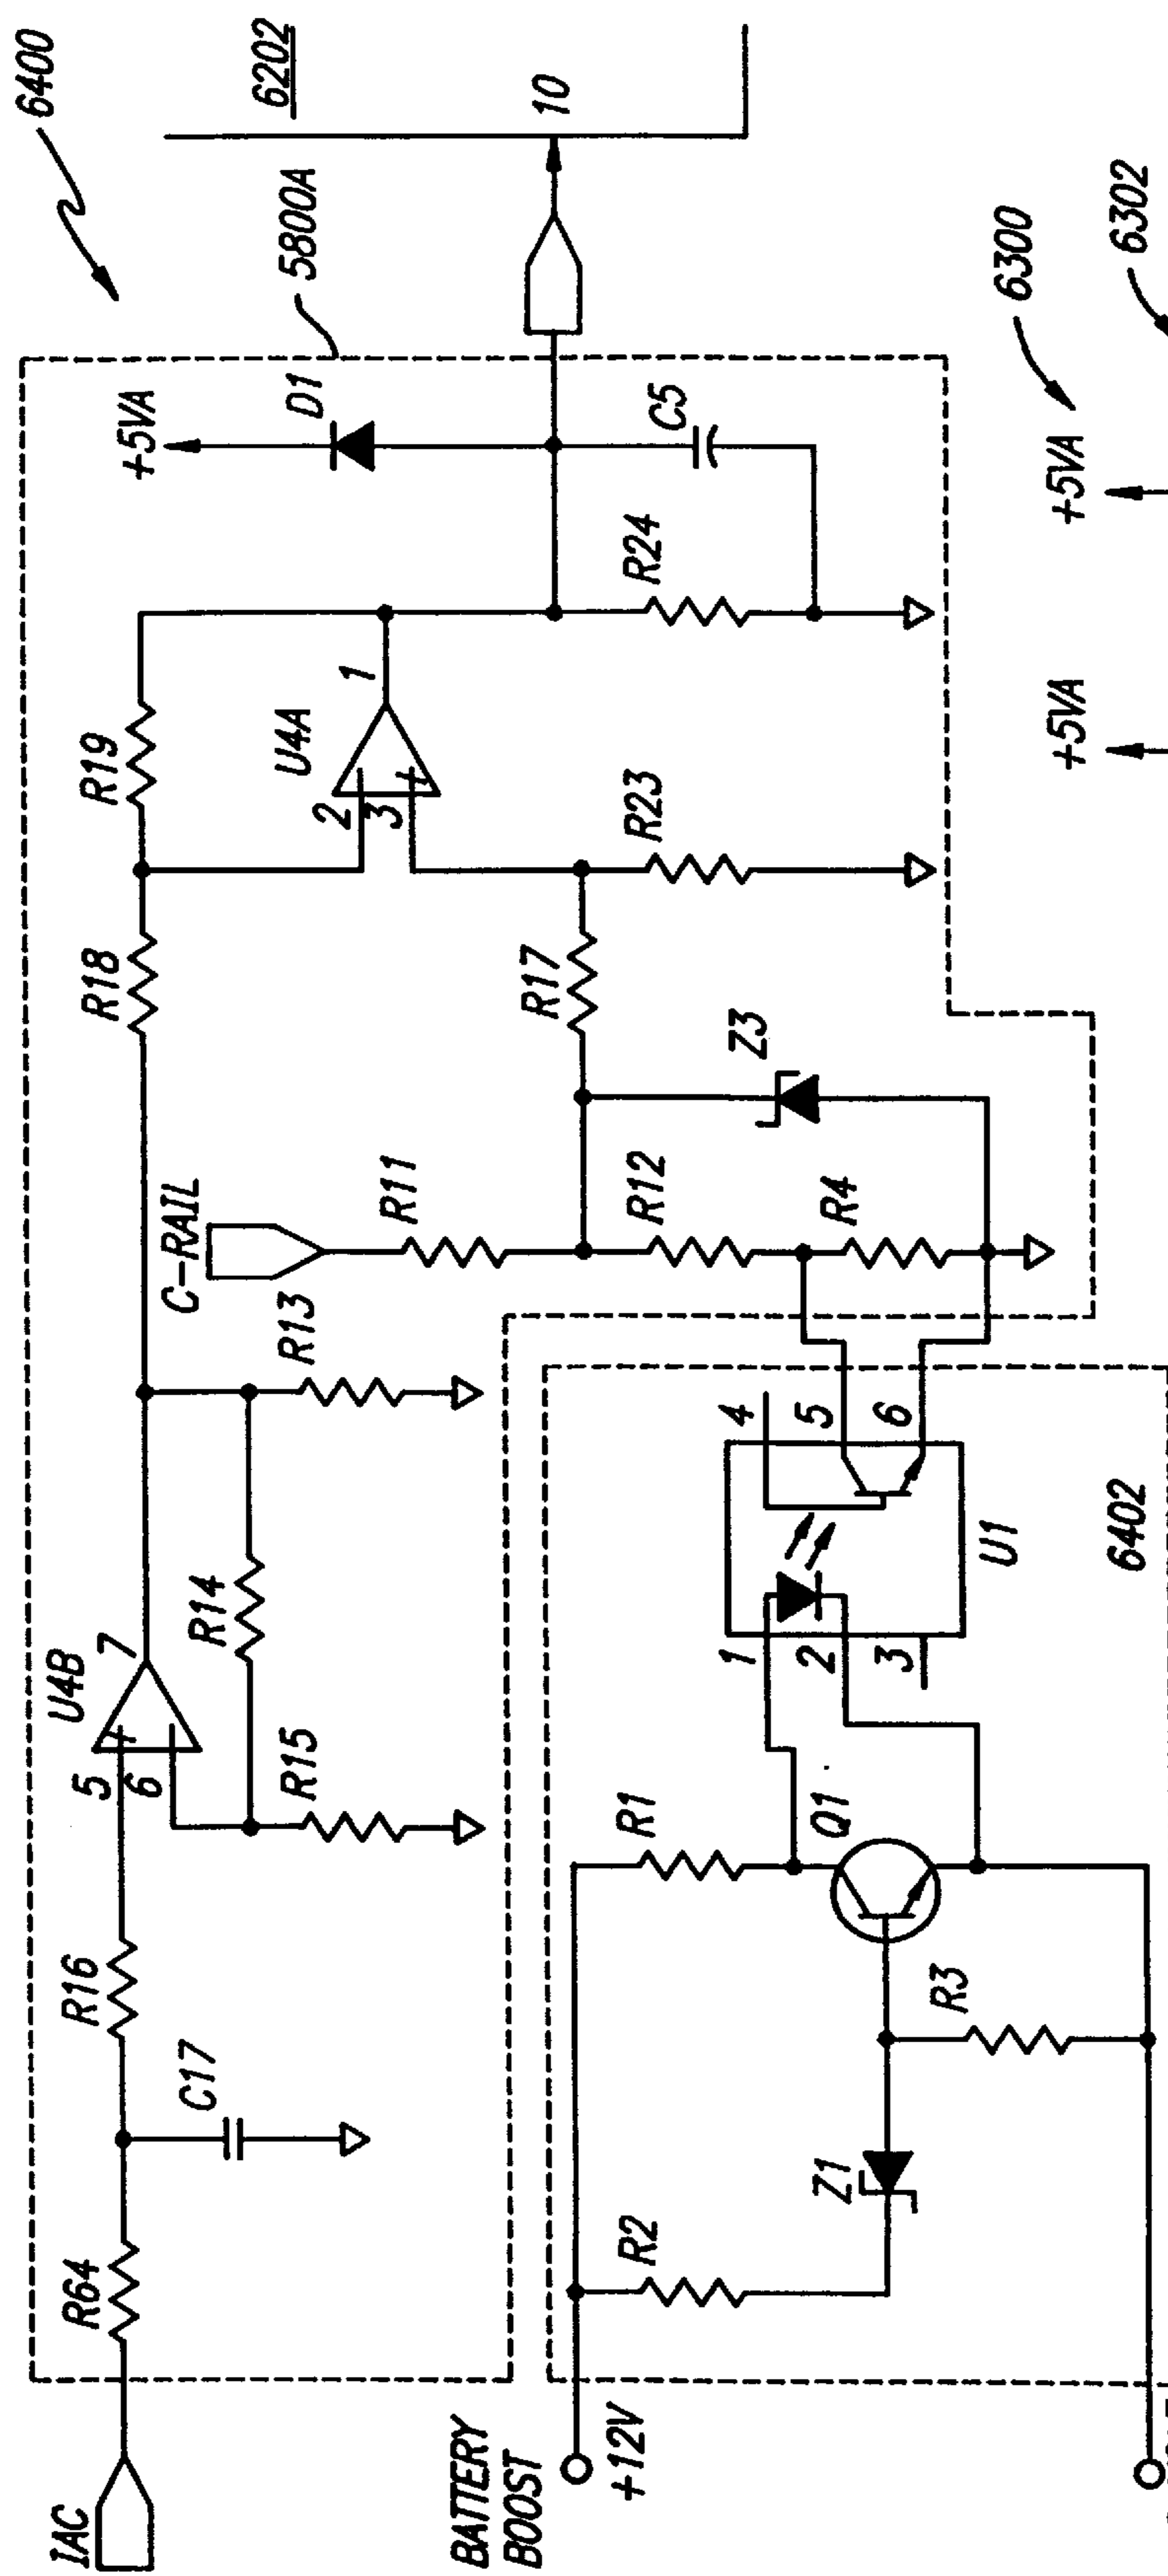 6400
6202
5800A
IAC
R64
C17
R16
5
6
U4B
7
R15
R14
R13
C-RAIL
R18
R19
+5VA
D1
10
U4A
2
3
1
R11
R12
R4
R17
Z3
R23
R24
C5
BATTERY
BOOST
+12V
R2
Z1
R3
R1
Q1
1
2
3
4
5
6
U1
6402
+5VA
+5VA
6300
6302